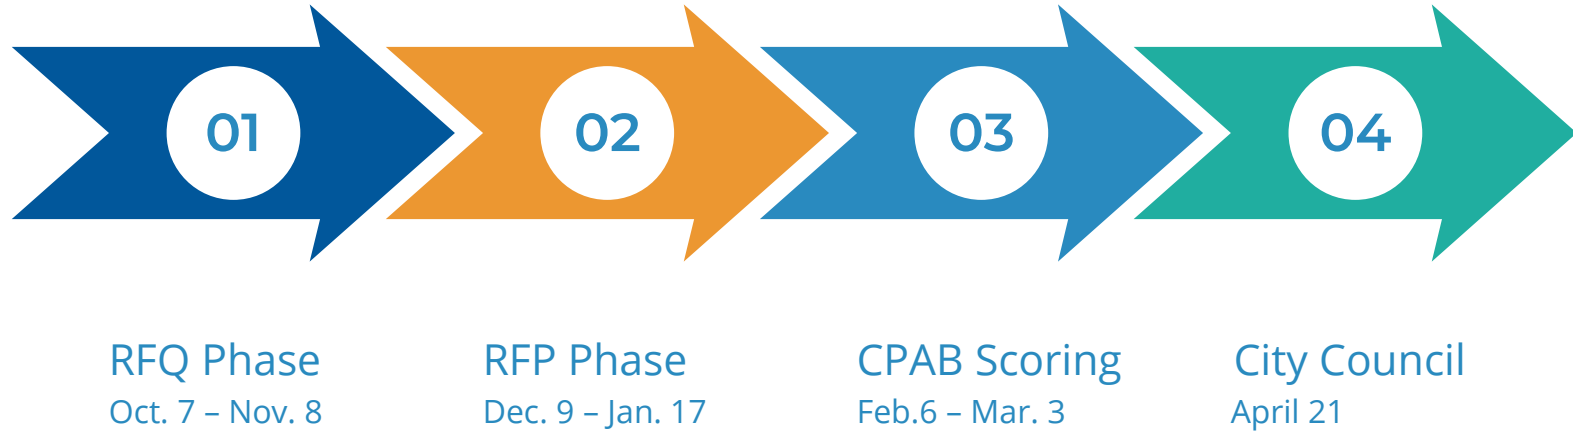 01
02
03
04
RFQ Phase
Oct. 7 – Nov. 8
RFP Phase
Dec. 9 – Jan. 17
CPAB Scoring
Feb.6 – Mar. 3
City Council
April 21